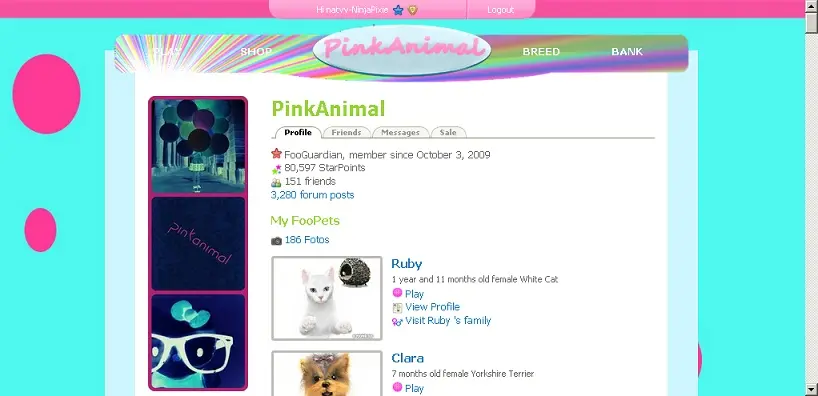 Hi natvy-NinjaPixie
Logout
PLAY
SHOP
PinkAnimal
BREED
BANK
PinkAnimal
Profile
Friends
Messages
Sale
FooGuardian, member since October 3, 2009
80,597 StarPoints
151 friends
3,280 forum posts
pinkanimal
My FooPets
186 Fotos
Ruby
1 year and 11 months old female White Cat
Play
View Profile
Visit Ruby 's family
Clara
7 months old female Yorkshire Terrier
Play